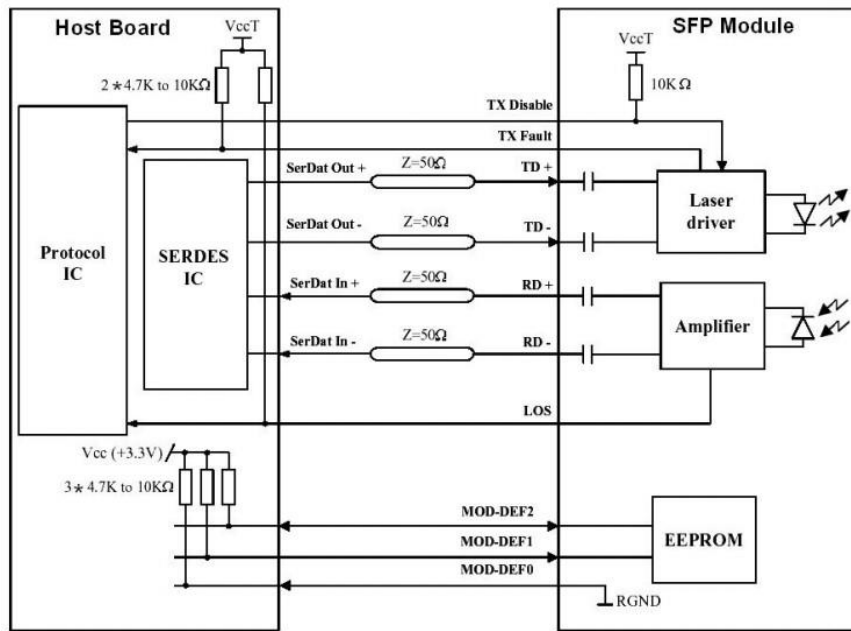 Host Board
SFP Module
VccT
2*4.7K to 10KΩ
VccT
10KΩ
TX Disable
TX Fault
SerDat Out +
Z=50Ω
TD +
SerDat Out -
Z=50Ω
TD -
SerDat In +
Z=50Ω
RD +
SerDat In -
Z=50Ω
RD -
Protocol
IC
SERDES
IC
Laser
driver
Amplifier
LOS
Vcc (+3.3V)
3*4.7K to 10KΩ
MOD-DEF2
MOD-DEF1
MOD-DEF0
EEPROM
RGND